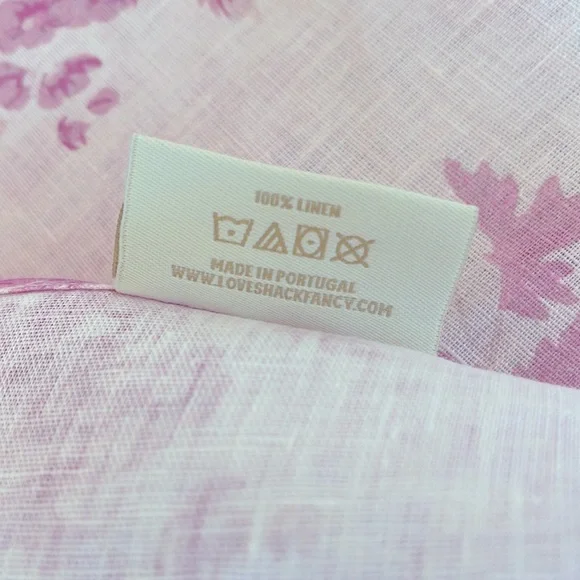 100% LINEN
MADE IN PORTUGAL
WWW.LOVESHACKFANCY.COM